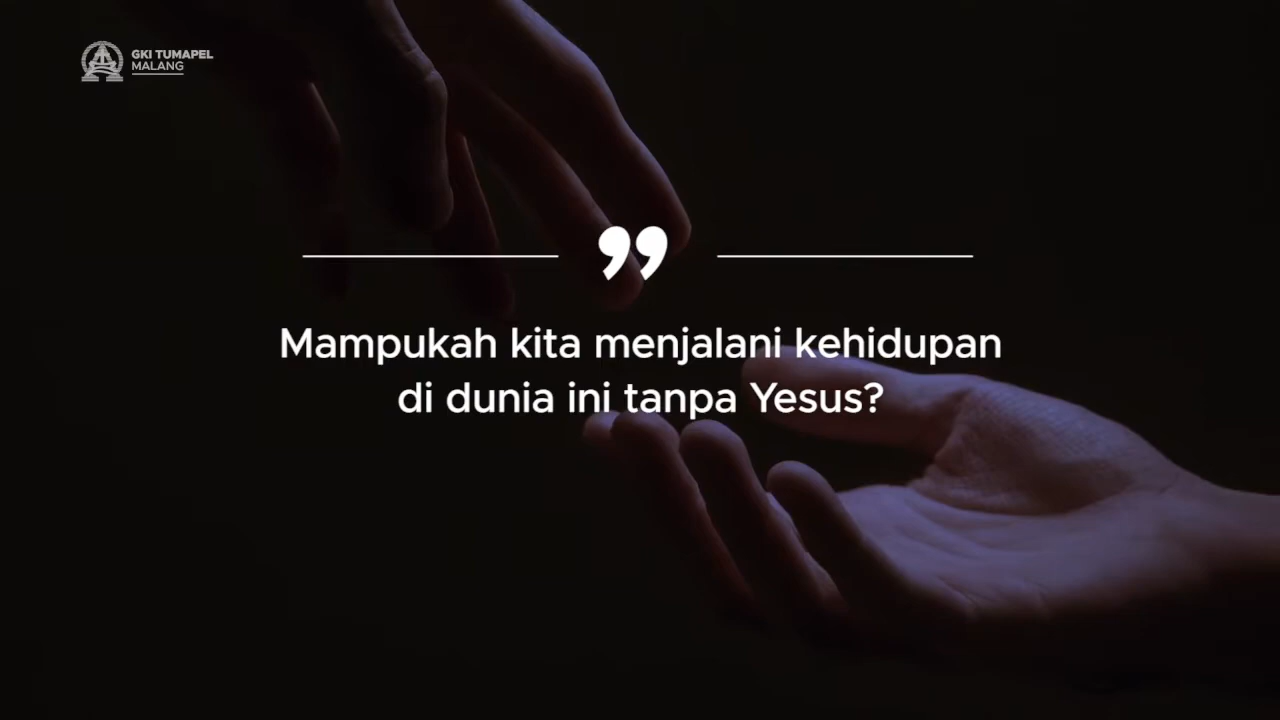 GKI TUMAPEL
MALANG
”
Mampukah kita menjalani kehidupan
di dunia ini tanpa Yesus?